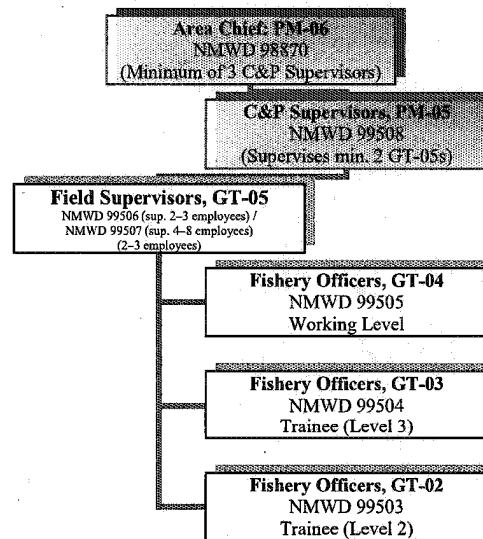 Area Chief: PM-06
NMWD 98870
(Minimum of 3 C&P Supervisors)
C&P Supervisors, PM-05
NMWD 99508
(Supervises min. 2 GT-05s)
Field Supervisors, GT-05
NMWD 99506 (sup. 2–3 employees) /
NMWD 99507 (sup. 4–8 employees)
(2–3 employees)
Fishery Officers, GT-04
NMWD 99505
Working Level
Fishery Officers, GT-03
NMWD 99504
Trainee (Level 3)
Fishery Officers, GT-02
NMWD 99503
Trainee (Level 2)